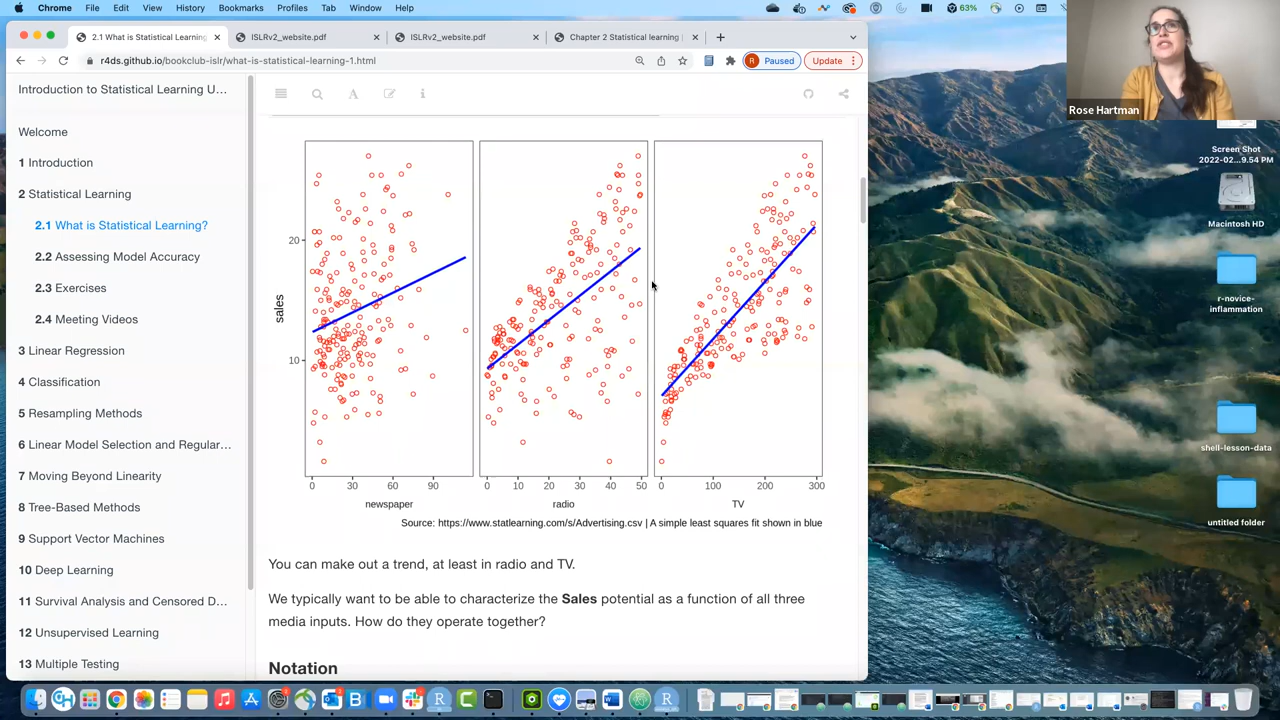 Chrome File Edit View History Bookmarks Profiles Tab Window Help
63%
2.1 What is Statistical Learning
ISLRv2_website.pdf
ISLRv2_website.pdf
Chapter 2 Statistical learning
r4ds.github.io/bookclub-islr/what-is-statistical-learning-1.html
R Paused
Update
Introduction to Statistical Learning U...
Welcome
1 Introduction
2 Statistical Learning
2.1 What is Statistical Learning?
2.2 Assessing Model Accuracy
2.3 Exercises
2.4 Meeting Videos
3 Linear Regression
4 Classification
5 Resampling Methods
6 Linear Model Selection and Regular...
7 Moving Beyond Linearity
8 Tree-Based Methods
9 Support Vector Machines
10 Deep Learning
11 Survival Analysis and Censored D...
12 Unsupervised Learning
13 Multiple Testing
sales
20
10
0 30 60 90
0 10 20 30 40 50
0 100 200 300
newspaper
radio
TV
Source: https://www.statlearning.com/s/Advertising.csv | A simple least squares fit shown in blue
You can make out a trend, at least in radio and TV.
We typically want to be able to characterize the Sales potential as a function of all three
media inputs. How do they operate together?
Notation
Rose Hartman
Screen Shot
2022-02...9.54 PM
Macintosh HD
r-novice-
inflammation
shell-lesson-data
untitled folder